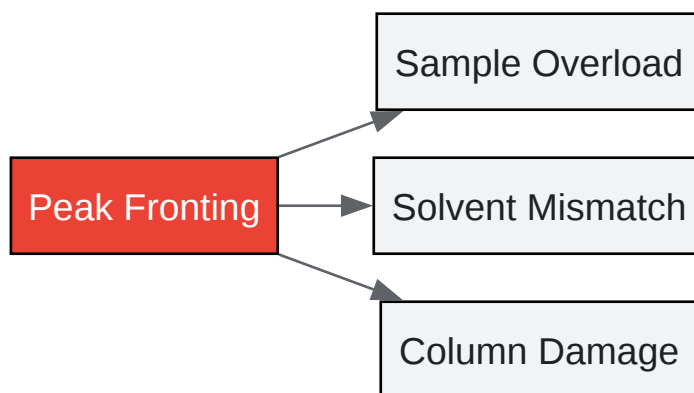 Sample Overload
Peak Fronting
Solvent Mismatch
Column Damage